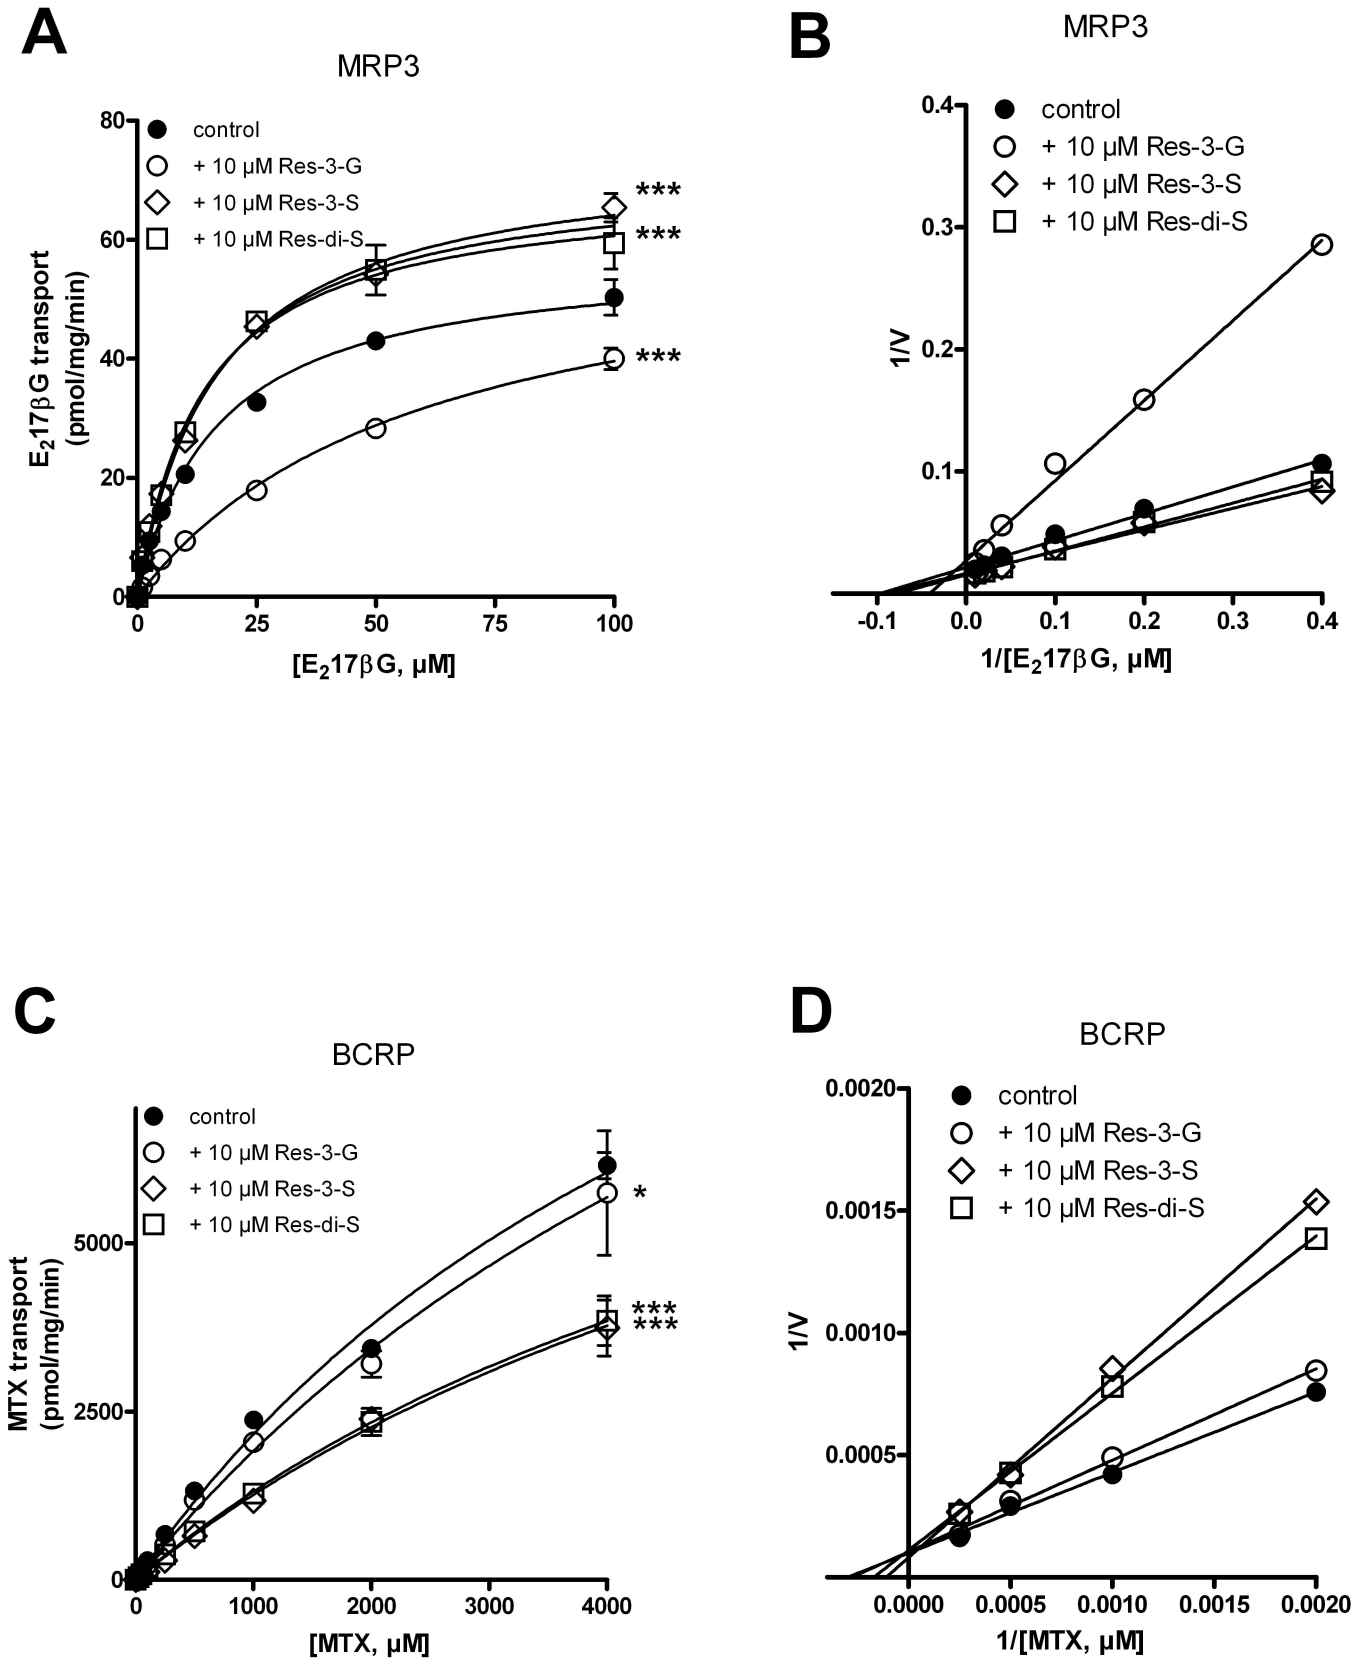 A
MRP3
80
60
40
20
0
control
+ 10 µM Res-3-G
+ 10 µM Res-3-S
+ 10 µM Res-di-S
***
***
***
E₂17βG transport
(pmol/mg/min)
0 25 50 75 100
[E₂17βG, µM]
B
MRP3
0.4
0.3
0.2
0.1
control
+ 10 µM Res-3-G
+ 10 µM Res-3-S
+ 10 µM Res-di-S
1/V
-0.1 0.0 0.1 0.2 0.3 0.4
1/[E₂17βG, µM]
C
BCRP
control
+ 10 µM Res-3-G
+ 10 µM Res-3-S
+ 10 µM Res-di-S
5000
2500
0
*
***
***
MTX transport
(pmol/mg/min)
0 1000 2000 3000 4000
[MTX, µM]
D
BCRP
0.0020
0.0015
0.0010
0.0005
control
+ 10 µM Res-3-G
+ 10 µM Res-3-S
+ 10 µM Res-di-S
1/V
0.0000 0.0005 0.0010 0.0015 0.0020
1/[MTX, µM]